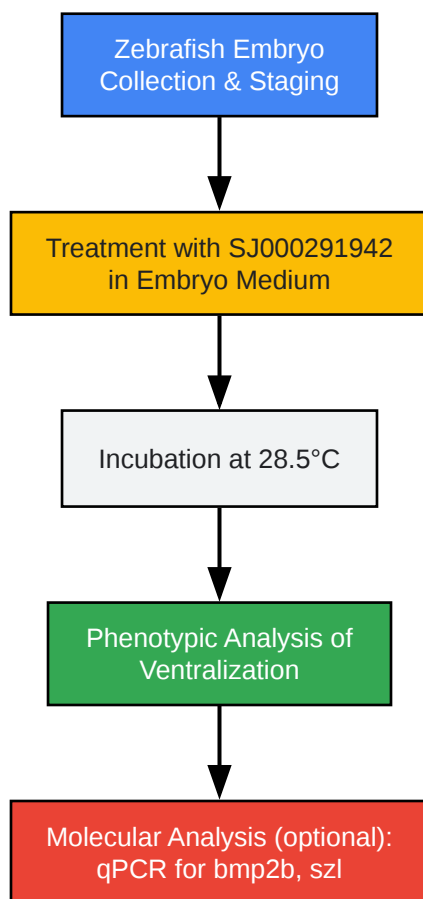 Zebrafish Embryo
Collection & Staging
Treatment with SJ000291942
in Embryo Medium
Incubation at 28.5°C
Phenotypic Analysis of
Ventralization
Molecular Analysis (optional):
qPCR for bmp2b, szl